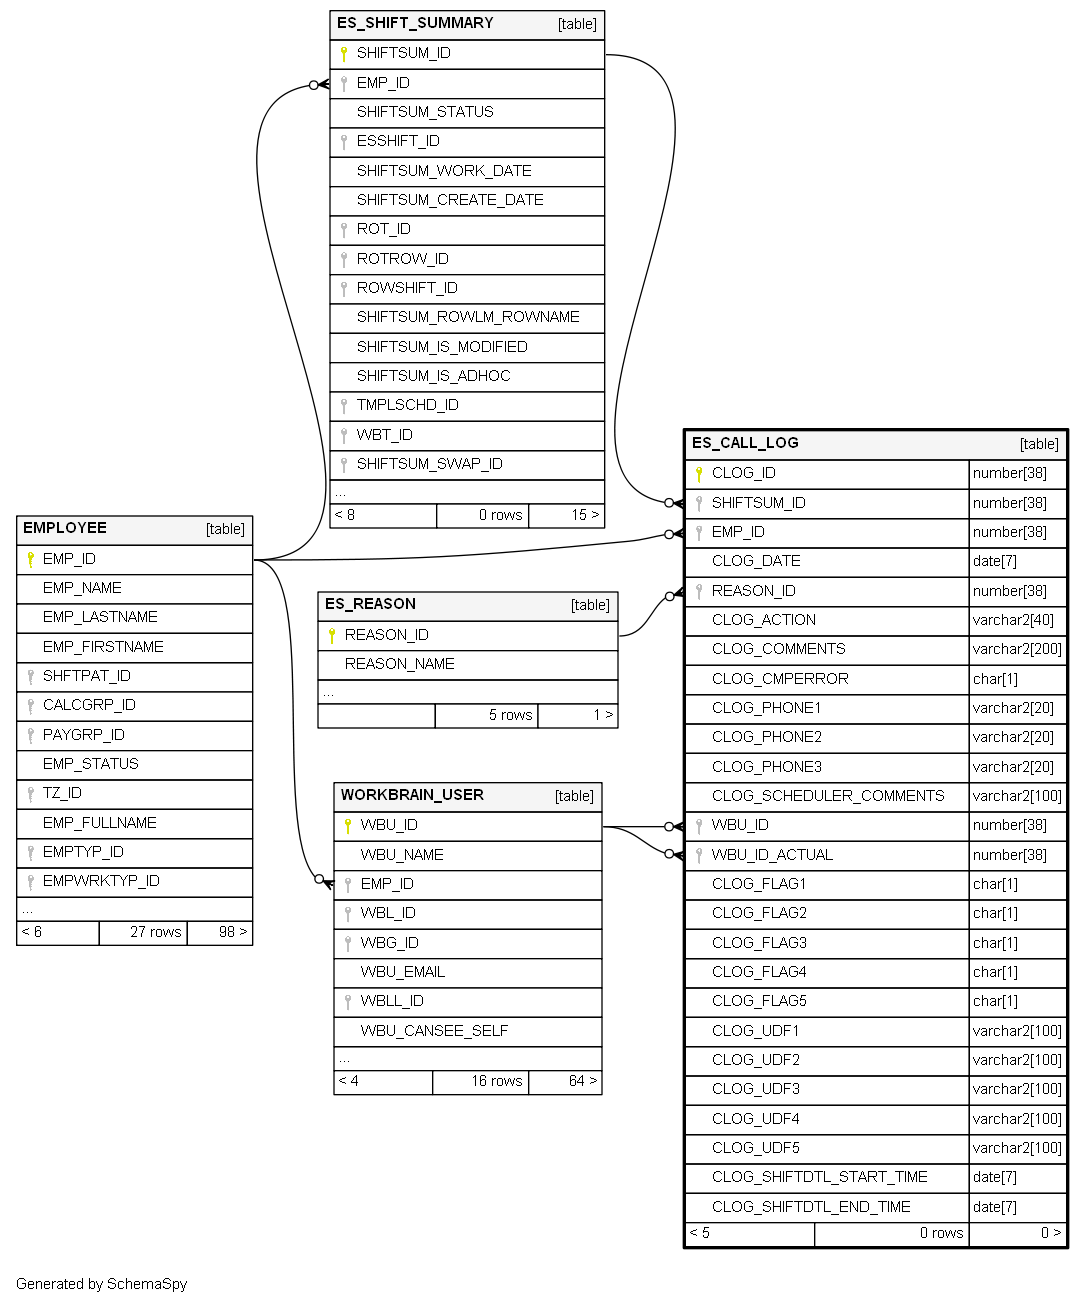 ES_SHIFT_SUMMARY [table]
SHIFTSUM_ID
EMP_ID
SHIFTSUM_STATUS
ESSHIFT_ID
SHIFTSUM_WORK_DATE
SHIFTSUM_CREATE_DATE
ROT_ID
ROTROW_ID
ROWSHIFT_ID
SHIFTSUM_ROWLM_ROWNAME
SHIFTSUM_IS_MODIFIED
SHIFTSUM_IS_ADHOC
TMPLSCHD_ID
WBT_ID
SHIFTSUM_SWAP_ID
...
< 8 0 rows 15 >
EMPLOYEE [table]
EMP_ID
EMP_NAME
EMP_LASTNAME
EMP_FIRSTNAME
SHFTPAT_ID
CALCGRP_ID
PAYGRP_ID
EMP_STATUS
TZ_ID
EMP_FULLNAME
EMPTYP_ID
EMPWRKTYP_ID
...
< 6 27 rows 98 >
ES_REASON [table]
REASON_ID
REASON_NAME
...
5 rows 1 >
WORKBRAIN_USER [table]
WBU_ID
WBU_NAME
EMP_ID
WBL_ID
WBG_ID
WBU_EMAIL
WBLL_ID
WBU_CANSEE_SELF
...
< 4 16 rows 64 >
ES_CALL_LOG [table]
CLOG_ID number[38]
SHIFTSUM_ID number[38]
EMP_ID number[38]
CLOG_DATE date[7]
REASON_ID number[38]
CLOG_ACTION varchar2[40]
CLOG_COMMENTS varchar2[200]
CLOG_CMPERROR char[1]
CLOG_PHONE1 varchar2[20]
CLOG_PHONE2 varchar2[20]
CLOG_PHONE3 varchar2[20]
CLOG_SCHEDULER_COMMENTS varchar2[100]
WBU_ID number[38]
WBU_ID_ACTUAL number[38]
CLOG_FLAG1 char[1]
CLOG_FLAG2 char[1]
CLOG_FLAG3 char[1]
CLOG_FLAG4 char[1]
CLOG_FLAG5 char[1]
CLOG_UDF1 varchar2[100]
CLOG_UDF2 varchar2[100]
CLOG_UDF3 varchar2[100]
CLOG_UDF4 varchar2[100]
CLOG_UDF5 varchar2[100]
CLOG_SHIFTDTL_START_TIME date[7]
CLOG_SHIFTDTL_END_TIME date[7]
< 5 0 rows 0 >
Generated by SchemaSpy